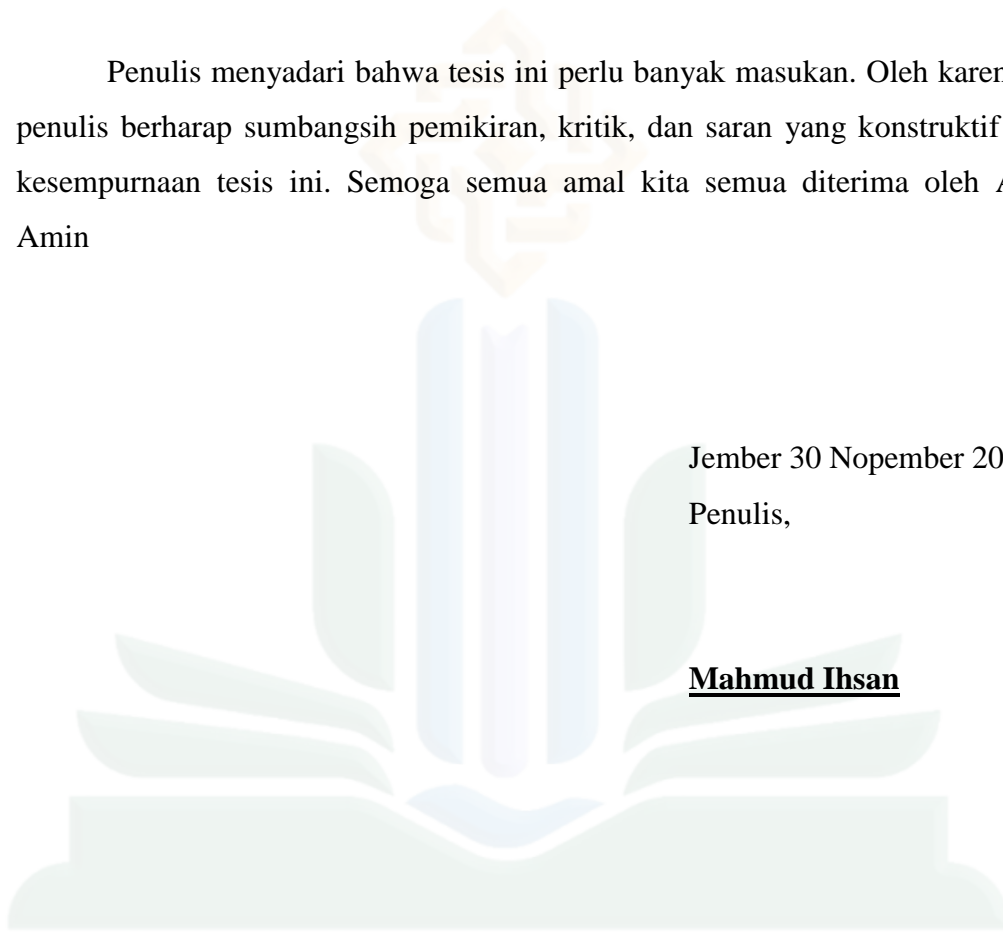 Penulis menyadari bahwa tesis ini perlu banyak masukan. Oleh karen
penulis berharap sumbangsih pemikiran, kritik, dan saran yang konstruktif
kesempurnaan tesis ini. Semoga semua amal kita semua diterima oleh A
Amin
Jember 30 Nopember 20
Penulis,
Mahmud Ihsan